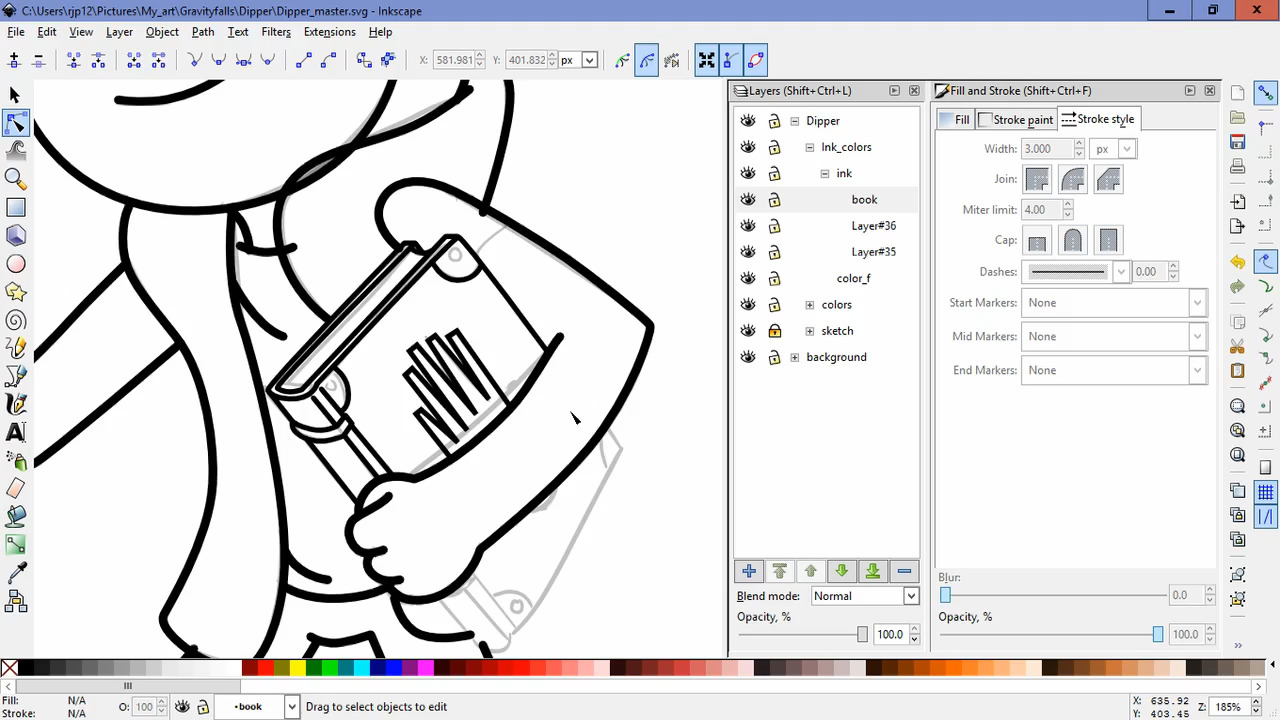 C:\Users\rjp12\Pictures\My_art\Gravityfalls\Dipper\Dipper_master.svg - Inkscape
File Edit View Layer Object Path Text Filters Extensions Help
X: 581.981 Y: 401.832 px
Layers (Shift+Ctrl+L)
Dipper
Ink_colors
ink
book
Layer#36
Layer#35
color_f
colors
sketch
background
Blend mode: Normal
Opacity, %
100.0
Fill and Stroke (Shift+Ctrl+F)
Fill Stroke paint Stroke style
Width: 3.000 px
Join:
Miter limit: 4.00
Cap:
Dashes: 0.00
Start Markers: None
Mid Markers: None
End Markers: None
Blur:
0.0
Opacity, %
100.0
Fill: N/A
Stroke: N/A
O: 100
•book
Drag to select objects to edit
X: 635.92
Y: 403.45
Z: 185%